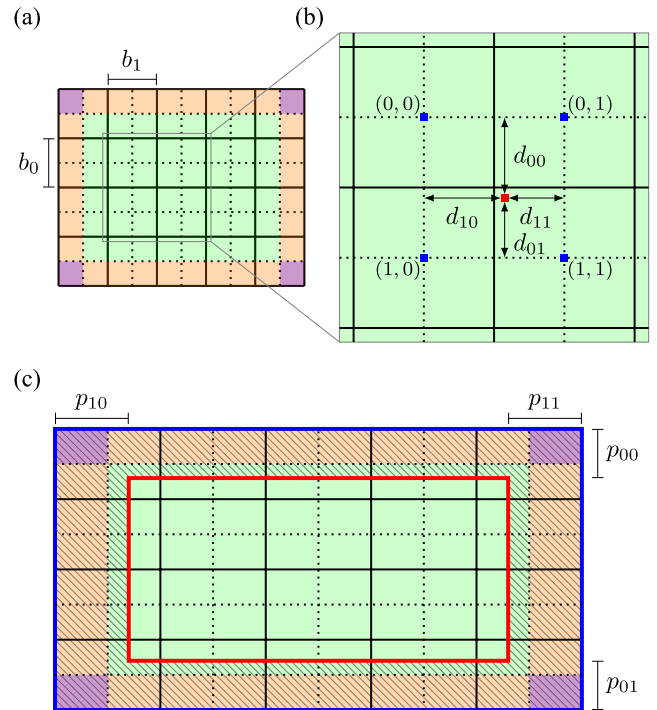 (a)
(b)
b₁
b₀
(0, 0)
(0, 1)
d₀₀
d₁₀
d₁₁
d₀₁
(1, 0)
(1, 1)
(c)
p₁₀
p₁₁
p₀₀
p₀₁